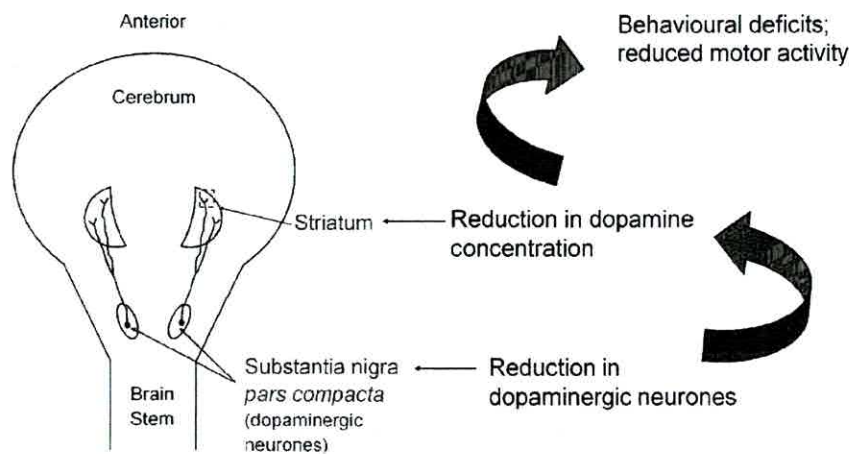 Anterior
Behavioural deficits;
reduced motor activity
Cerebrum
Striatum
Reduction in dopamine
concentration
Substantia nigra
pars compacta
(dopaminergic
neurones)
Reduction in
dopaminergic neurones
Brain
Stem